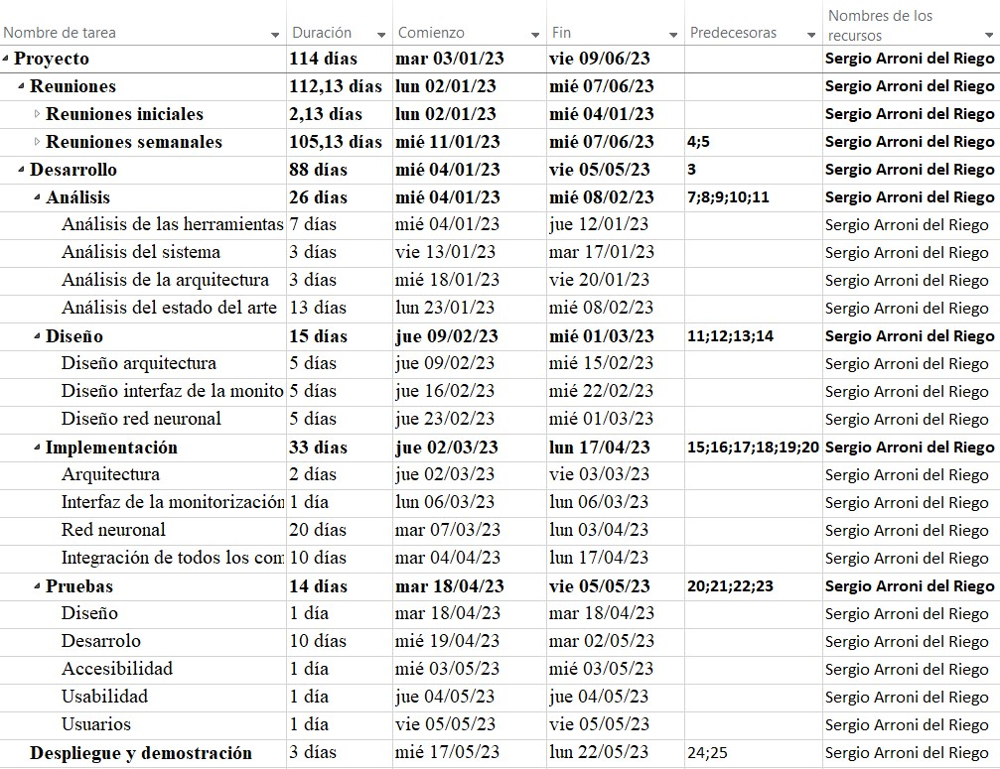 Nombre de tarea Duración Comienzo Fin Predecesoras Nombres de los recursos
Proyecto 114 días mar 03/01/23 vie 09/06/23 Sergio Arroni del Riego
Reuniones 112,13 días lun 02/01/23 mié 07/06/23 Sergio Arroni del Riego
Reuniones iniciales 2,13 días lun 02/01/23 mié 04/01/23 Sergio Arroni del Riego
Reuniones semanales 105,13 días mié 11/01/23 mié 07/06/23 4;5 Sergio Arroni del Riego
Desarrollo 88 días mié 04/01/23 vie 05/05/23 3 Sergio Arroni del Riego
Análisis 26 días mié 04/01/23 mié 08/02/23 7;8;9;10;11 Sergio Arroni del Riego
Análisis de las herramientas 7 días mié 04/01/23 jue 12/01/23 Sergio Arroni del Riego
Análisis del sistema 3 días vie 13/01/23 mar 17/01/23 Sergio Arroni del Riego
Análisis de la arquitectura 3 días mié 18/01/23 vie 20/01/23 Sergio Arroni del Riego
Análisis del estado del arte 13 días lun 23/01/23 mié 08/02/23 Sergio Arroni del Riego
Diseño 15 días jue 09/02/23 mié 01/03/23 11;12;13;14 Sergio Arroni del Riego
Diseño arquitectura 5 días jue 09/02/23 mié 15/02/23 Sergio Arroni del Riego
Diseño interfaz de la monito 5 días jue 16/02/23 mié 22/02/23 Sergio Arroni del Riego
Diseño red neuronal 5 días jue 23/02/23 mié 01/03/23 Sergio Arroni del Riego
Implementación 33 días jue 02/03/23 lun 17/04/23 15;16;17;18;19;20 Sergio Arroni del Riego
Arquitectura 2 días jue 02/03/23 vie 03/03/23 Sergio Arroni del Riego
Interfaz de la monitorización 1 día lun 06/03/23 lun 06/03/23 Sergio Arroni del Riego
Red neuronal 20 días mar 07/03/23 lun 03/04/23 Sergio Arroni del Riego
Integración de todos los com 10 días mar 04/04/23 lun 17/04/23 Sergio Arroni del Riego
Pruebas 14 días mar 18/04/23 vie 05/05/23 20;21;22;23 Sergio Arroni del Riego
Diseño 1 día mar 18/04/23 mar 18/04/23 Sergio Arroni del Riego
Desarrolo 10 días mié 19/04/23 mar 02/05/23 Sergio Arroni del Riego
Accesibilidad 1 día mié 03/05/23 mié 03/05/23 Sergio Arroni del Riego
Usabilidad 1 día jue 04/05/23 jue 04/05/23 Sergio Arroni del Riego
Usuarios 1 día vie 05/05/23 vie 05/05/23 Sergio Arroni del Riego
Despliegue y demostración 3 días mié 17/05/23 lun 22/05/23 24;25 Sergio Arroni del Riego